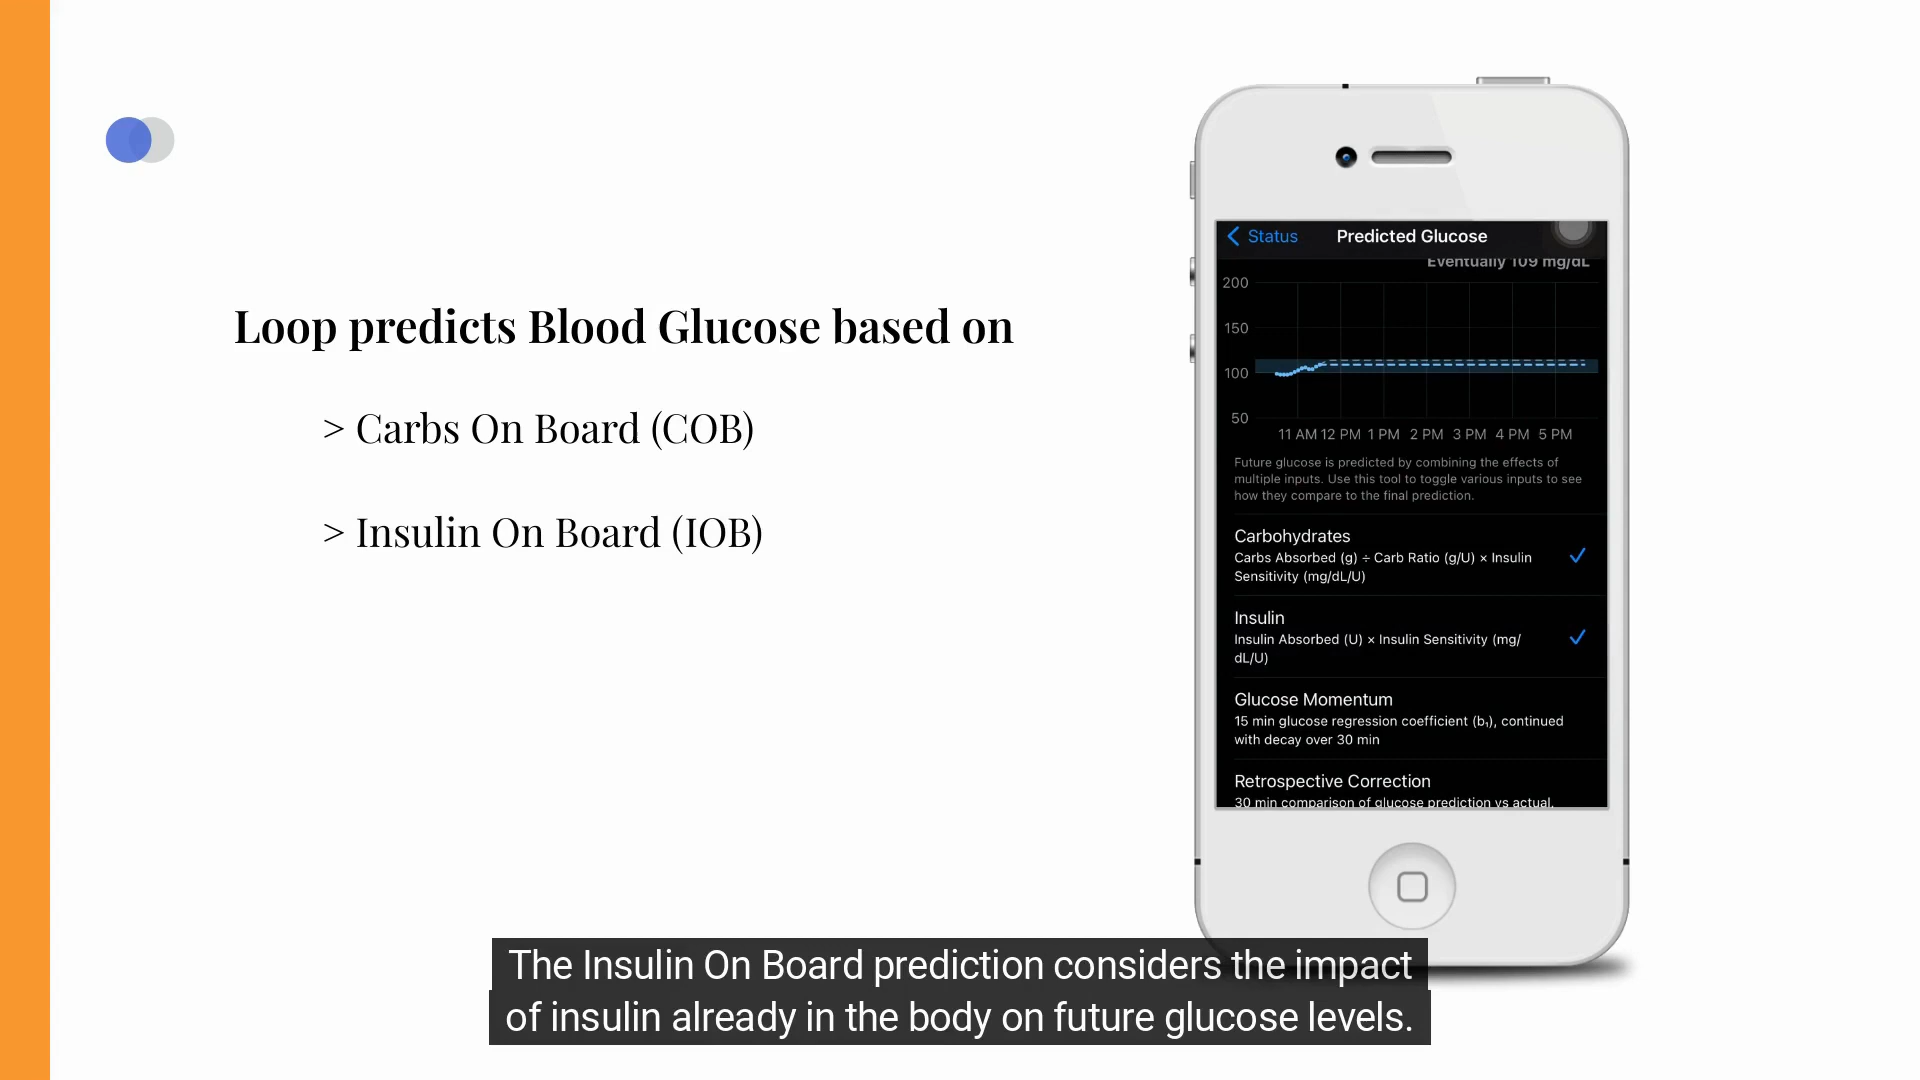 Loop predicts Blood Glucose based on
> Carbs On Board (COB)
> Insulin On Board (IOB)
Status
Predicted Glucose
Eventually 109 mg/dL
200
150
100
50
11 AM 12 PM 1 PM 2 PM 3 PM 4 PM 5 PM
Future glucose is predicted by combining the effects of
multiple inputs. Use this tool to toggle various inputs to see
how they compare to the final prediction.
Carbohydrates
Carbs Absorbed (g) ÷ Carb Ratio (g/U) × Insulin
Sensitivity (mg/dL/U)
Insulin
Insulin Absorbed (U) × Insulin Sensitivity (mg/
dL/U)
Glucose Momentum
15 min glucose regression coefficient (b₁), continued
with decay over 30 min
Retrospective Correction
30 min comparison of glucose prediction vs actual,
The Insulin On Board prediction considers the impact
of insulin already in the body on future glucose levels.